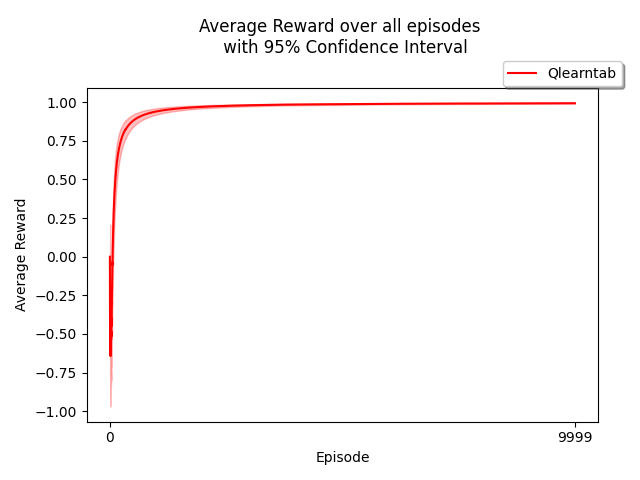 Average Reward over all episodes
with 95% Confidence Interval
Qlearntab
1.00
0.75
0.50
0.25
0.00
−0.25
−0.50
−0.75
−1.00
Average Reward
0
9999
Episode